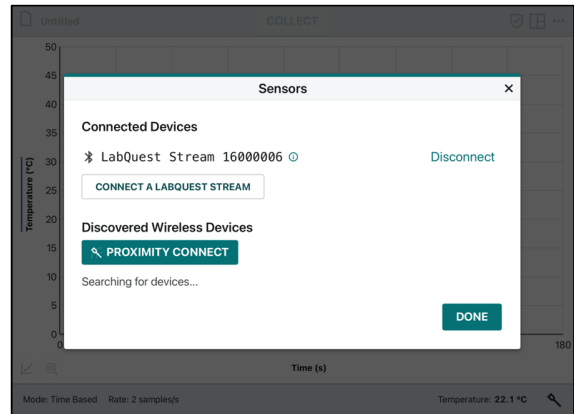 Untitled
COLLECT
50
45
40
35
30
25
20
15
10
5
0
Temperature (°C)
Sensors
×
Connected Devices
LabQuest Stream 16000006
Disconnect
CONNECT A LABQUEST STREAM
Discovered Wireless Devices
PROXIMITY CONNECT
Searching for devices...
DONE
0
180
Time (s)
Mode: Time Based Rate: 2 samples/s
Temperature: 22.1 °C